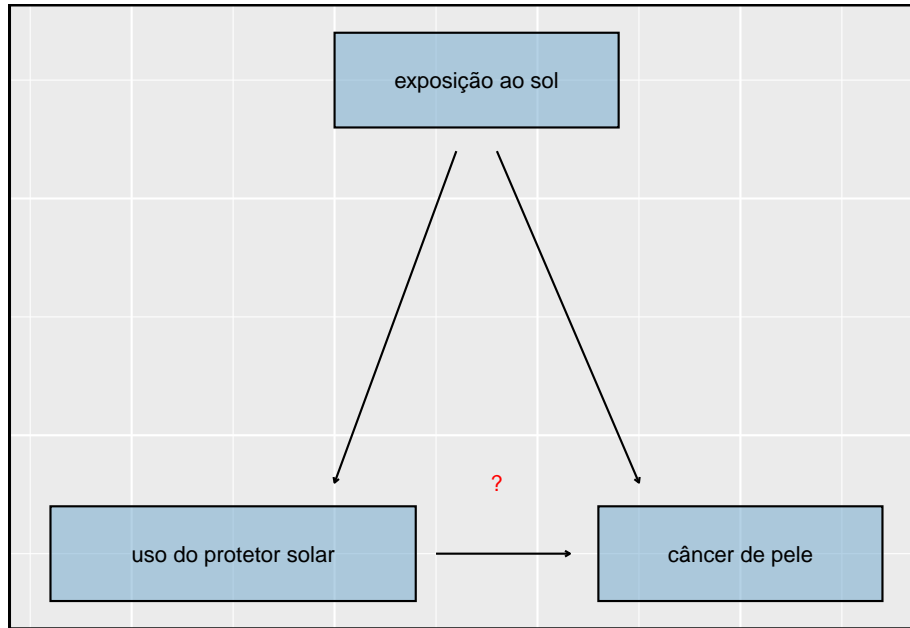 exposição ao sol
?
uso do protetor solar
câncer de pele